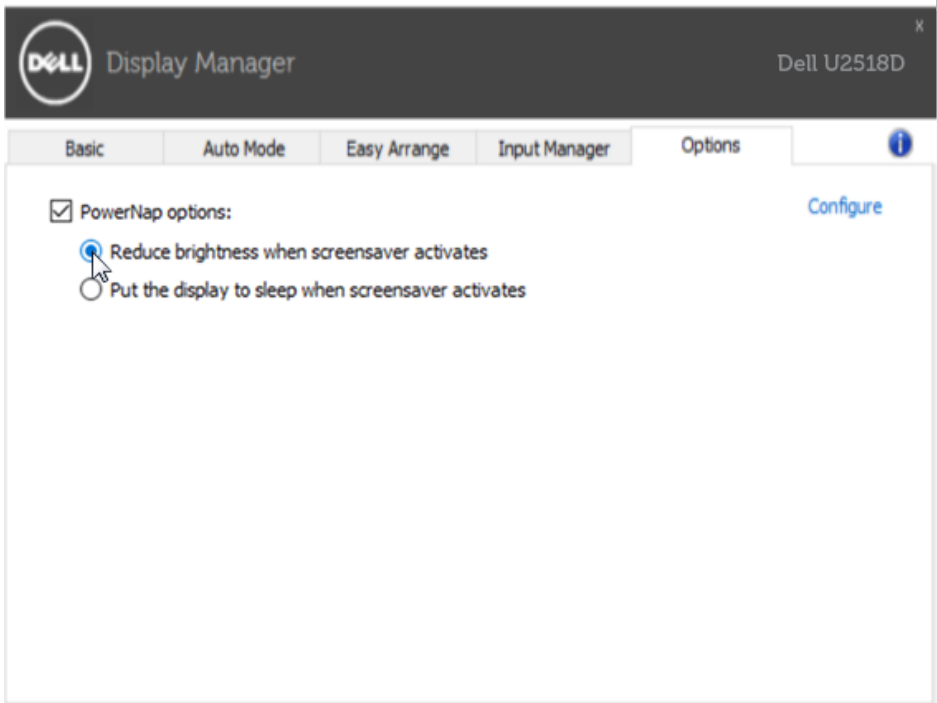 DELL Display Manager Dell U2518D
x
Basic Auto Mode Easy Arrange Input Manager Options i
PowerNap options: Configure
Reduce brightness when screensaver activates
Put the display to sleep when screensaver activates